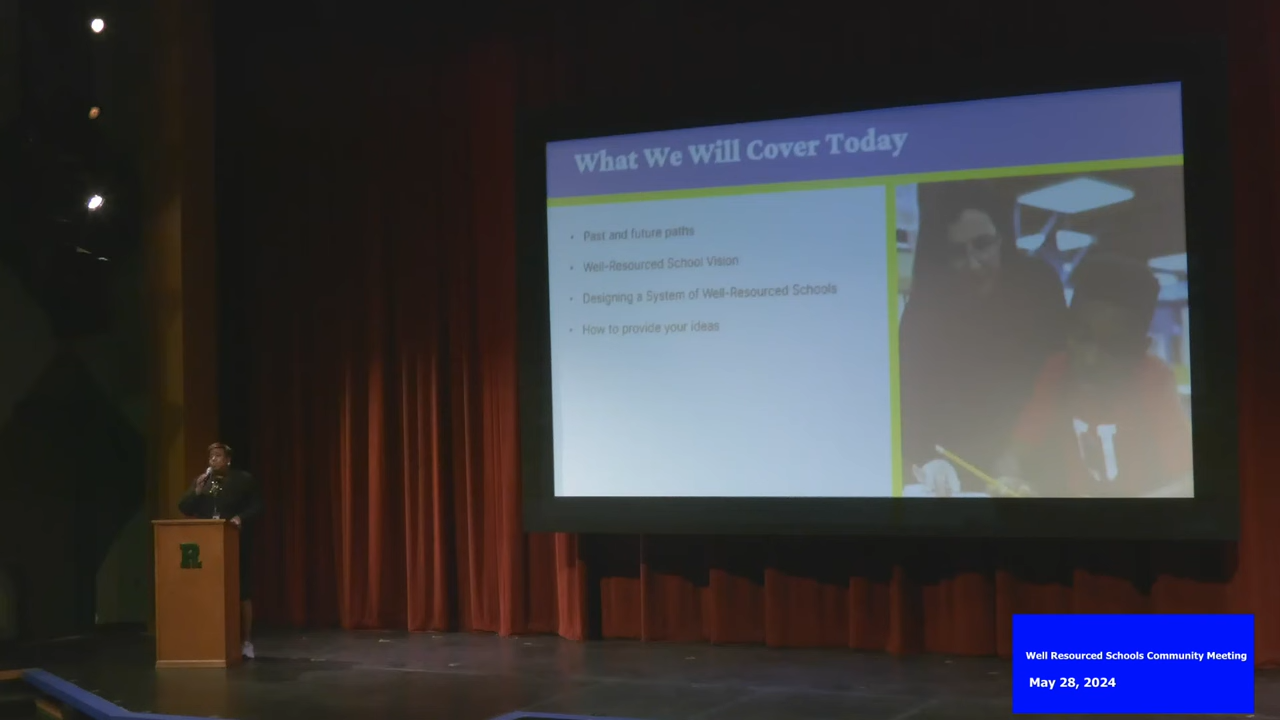 What We Will Cover Today
• Past and future paths
• Well-Resourced School Vision
• Designing a System of Well-Resourced Schools
• How to provide your ideas
R
Well Resourced Schools Community Meeting
May 28, 2024